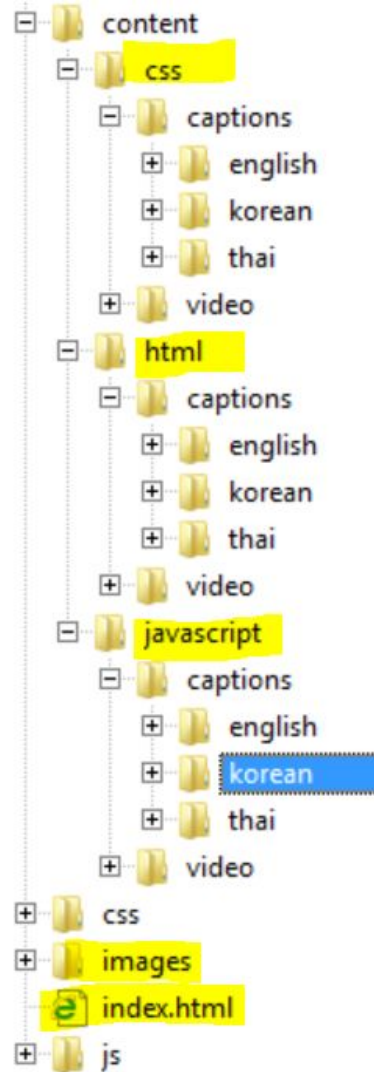 content
css
captions
english
korean
thai
video
html
captions
english
korean
thai
video
javascript
captions
english
korean
thai
video
css
images
index.html
js